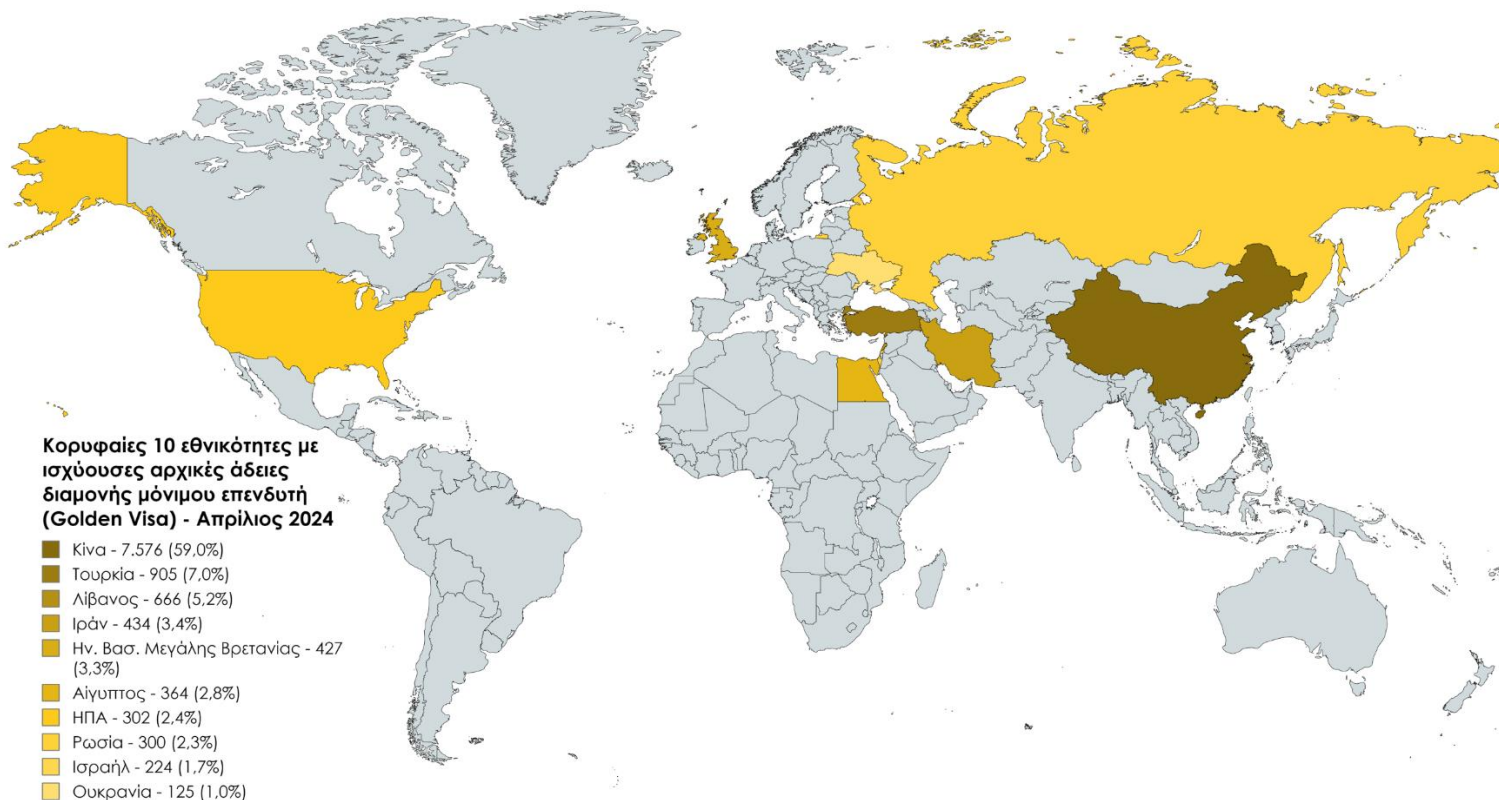 Κορυφαίες 10 εθνικότητες με
ισχύουσες αρχικές άδειες
διαμονής μόνιμου επενδυτή
(Golden Visa) - Απρίλιος 2024
Κίνα - 7.576 (59,0%)
Τουρκία - 905 (7,0%)
Λίβανος - 666 (5,2%)
Ιράν - 434 (3,4%)
Ην. Βασ. Μεγάλης Βρετανίας - 427
(3,3%)
Αίγυπτος - 364 (2,8%)
ΗΠΑ - 302 (2,4%)
Ρωσία - 300 (2,3%)
Ισραήλ - 224 (1,7%)
Ουκρανία - 125 (1,0%)